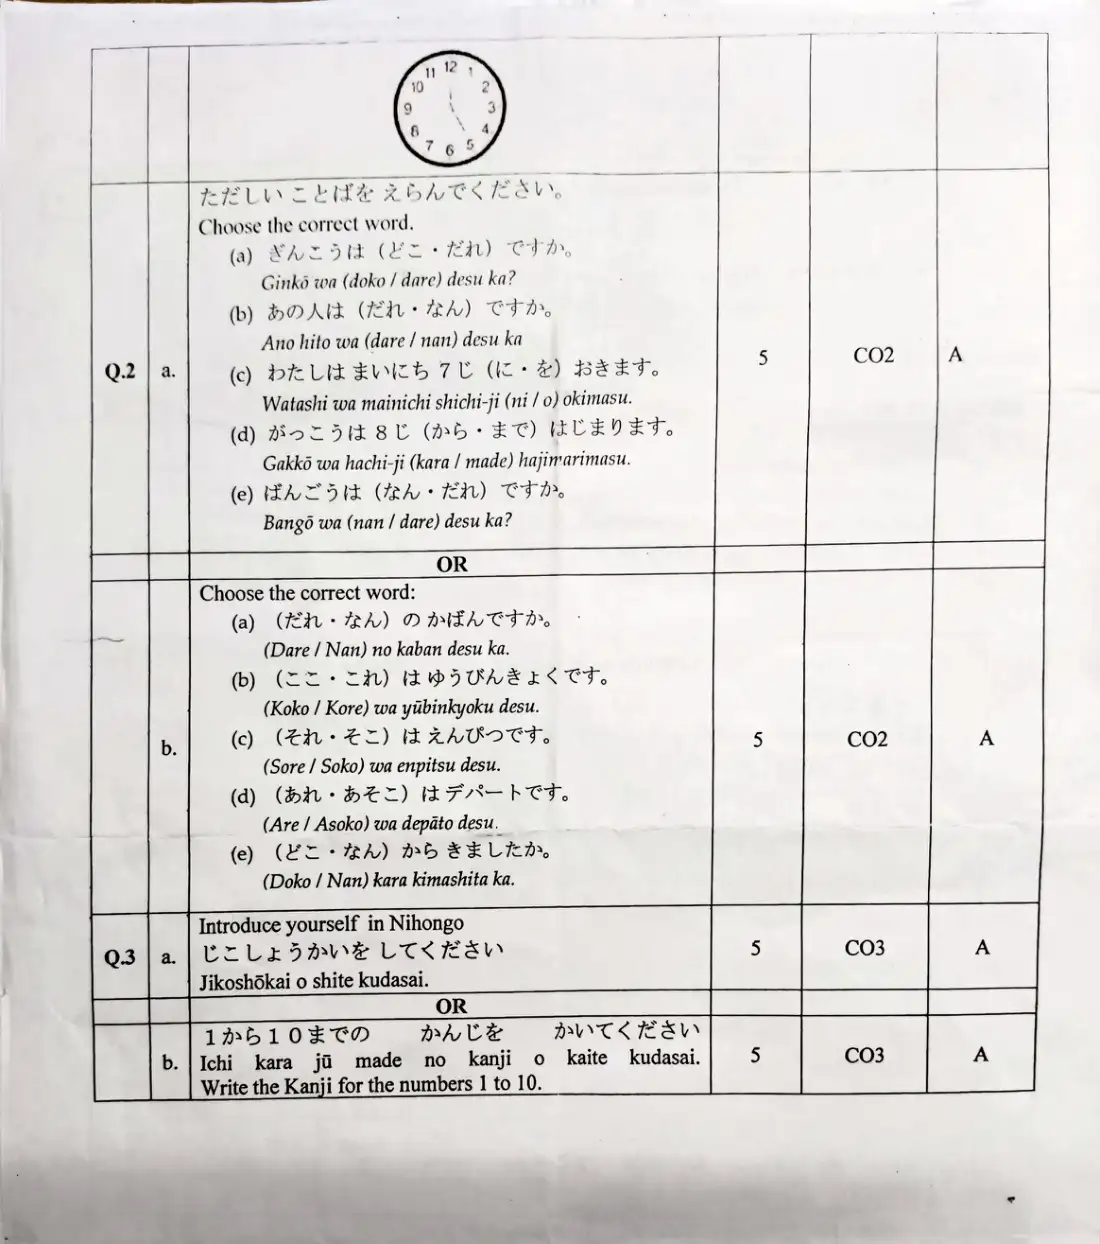 12
11 1
10 2
9 3
8 4
7 5
6
ただしい ことばを えらんでください。
Choose the correct word.
(a) ぎんこうは（どこ・だれ）ですか。
Ginkō wa (doko / dare) desu ka?
(b) あの人は（だれ・なん）ですか。
Ano hito wa (dare / nan) desu ka
Q.2 a. 5 CO2 A
(c) わたしは まいにち 7じ（に・を）おきます。
Watashi wa mainichi shichi-ji (ni / o) okimasu.
(d) がっこうは 8じ（から・まで）はじまります。
Gakkō wa hachi-ji (kara / made) hajimarimasu.
(e) ばんごうは（なん・だれ）ですか。
Bangō wa (nan / dare) desu ka?
OR
Choose the correct word:
(a) （だれ・なん）の かばんですか。
(Dare / Nan) no kaban desu ka.
(b) （ここ・これ）は ゆうびんきょくです。
(Koko / Kore) wa yūbinkyoku desu.
b. 5 CO2 A
(c) （それ・そこ）は えんぴつです。
(Sore / Soko) wa enpitsu desu.
(d) （あれ・あそこ）は デパートです。
(Are / Asoko) wa depāto desu.
(e) （どこ・なん）から きましたか。
(Doko / Nan) kara kimashita ka.
Introduce yourself in Nihongo
Q.3 a. じこしょうかいを してください 5 CO3 A
Jikoshōkai o shite kudasai.
OR
1から10までの かんじを かいてください
b. Ichi kara jū made no kanji o kaite kudasai. 5 CO3 A
Write the Kanji for the numbers 1 to 10.